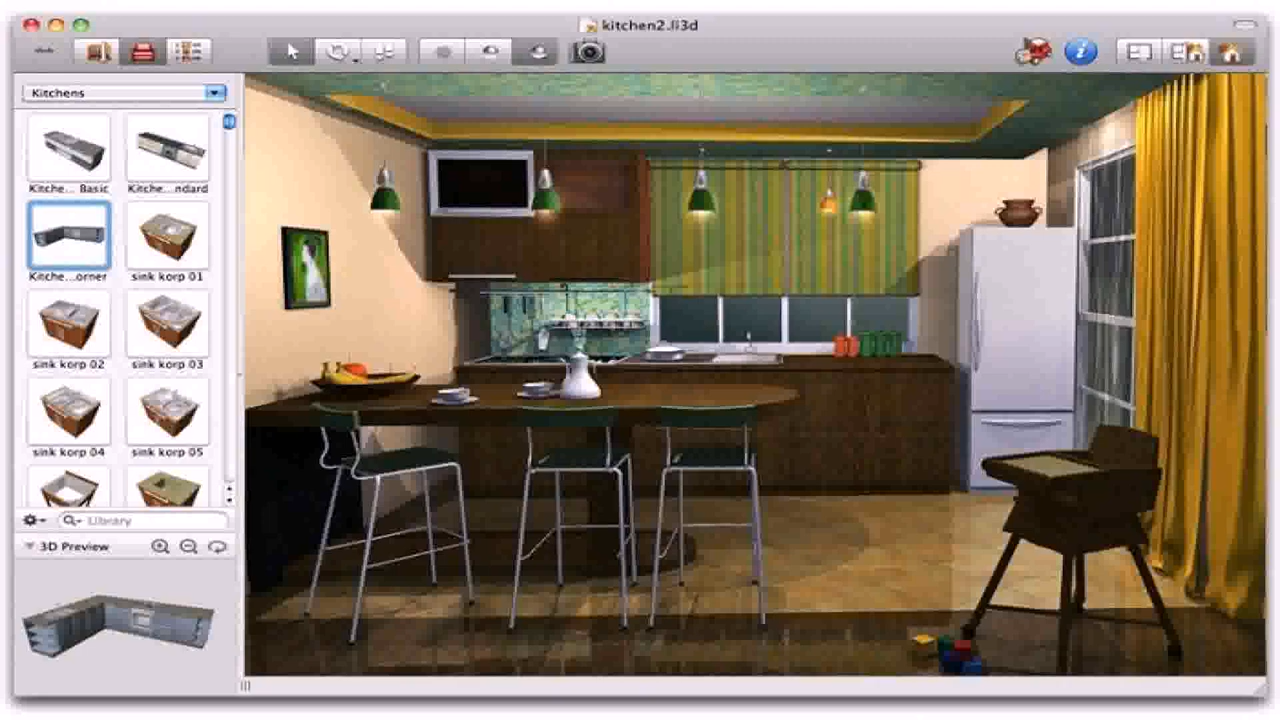 kitchen2.li3d
Kitchens
Kitche... Basic
Kitche...ndard
Kitche...orner
sink korp 01
sink korp 02
sink korp 03
sink korp 04
sink korp 05
Library
3D Preview